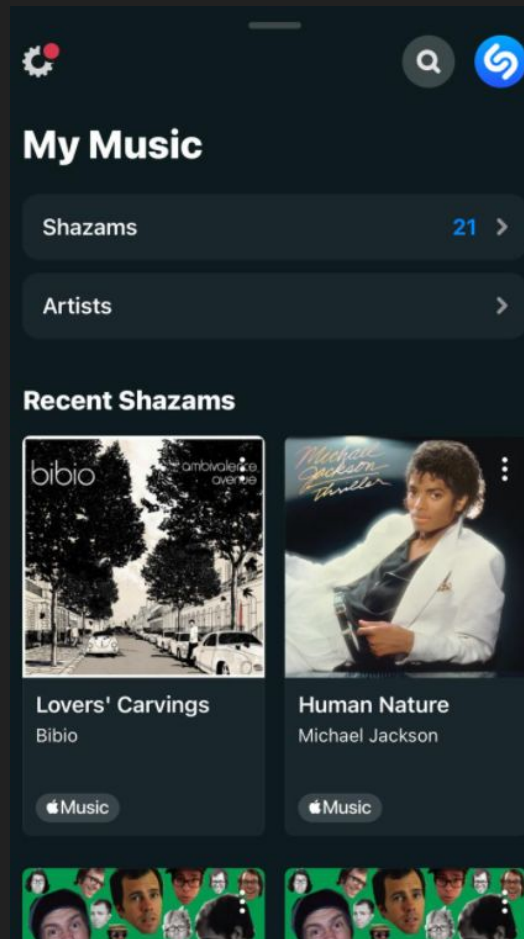 My Music
Shazams 21
Artists
Recent Shazams
bibio
ambivalence
avenue
Michael
Jackson
Thriller
Lovers' Carvings
Bibio
Music
Human Nature
Michael Jackson
Music